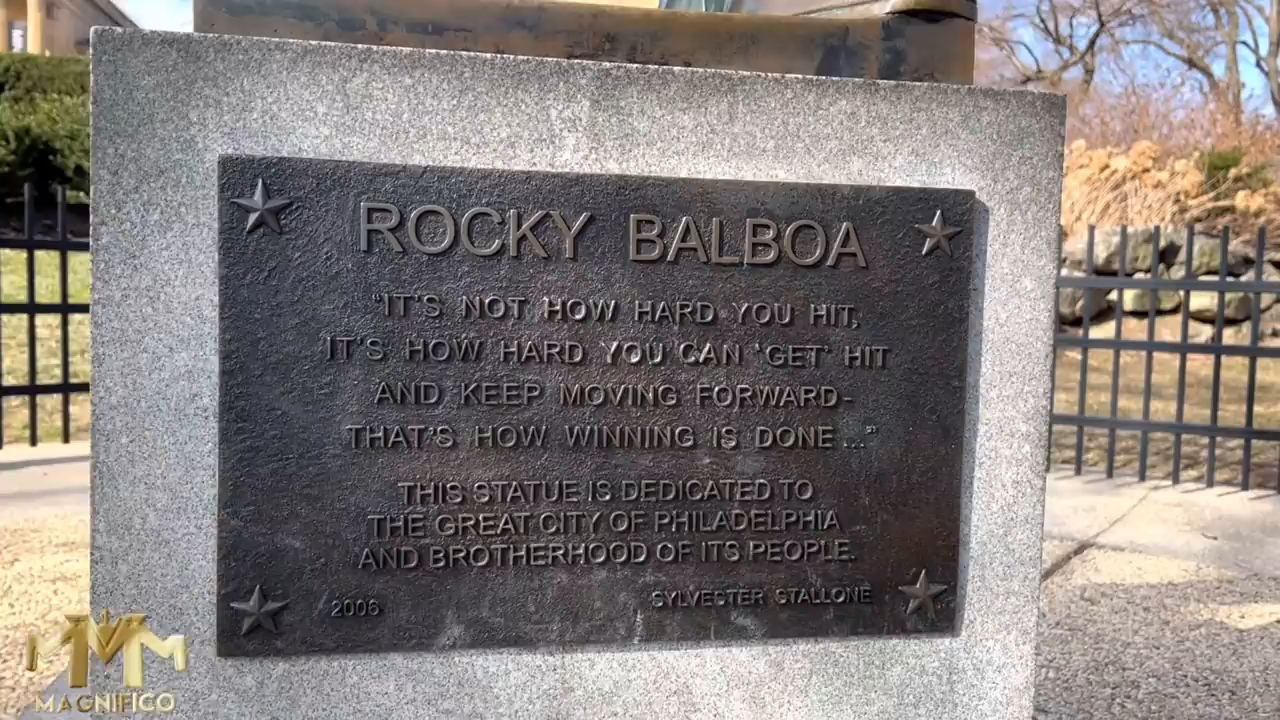 ROCKY BALBOA
"IT'S NOT HOW HARD YOU HIT,
IT'S HOW HARD YOU CAN 'GET' HIT
AND KEEP MOVING FORWARD-
THAT'S HOW WINNING IS DONE..."
THIS STATUE IS DEDICATED TO
THE GREAT CITY OF PHILADELPHIA
AND BROTHERHOOD OF ITS PEOPLE.
2006 SYLVESTER STALLONE
MM
MAGNIFICO